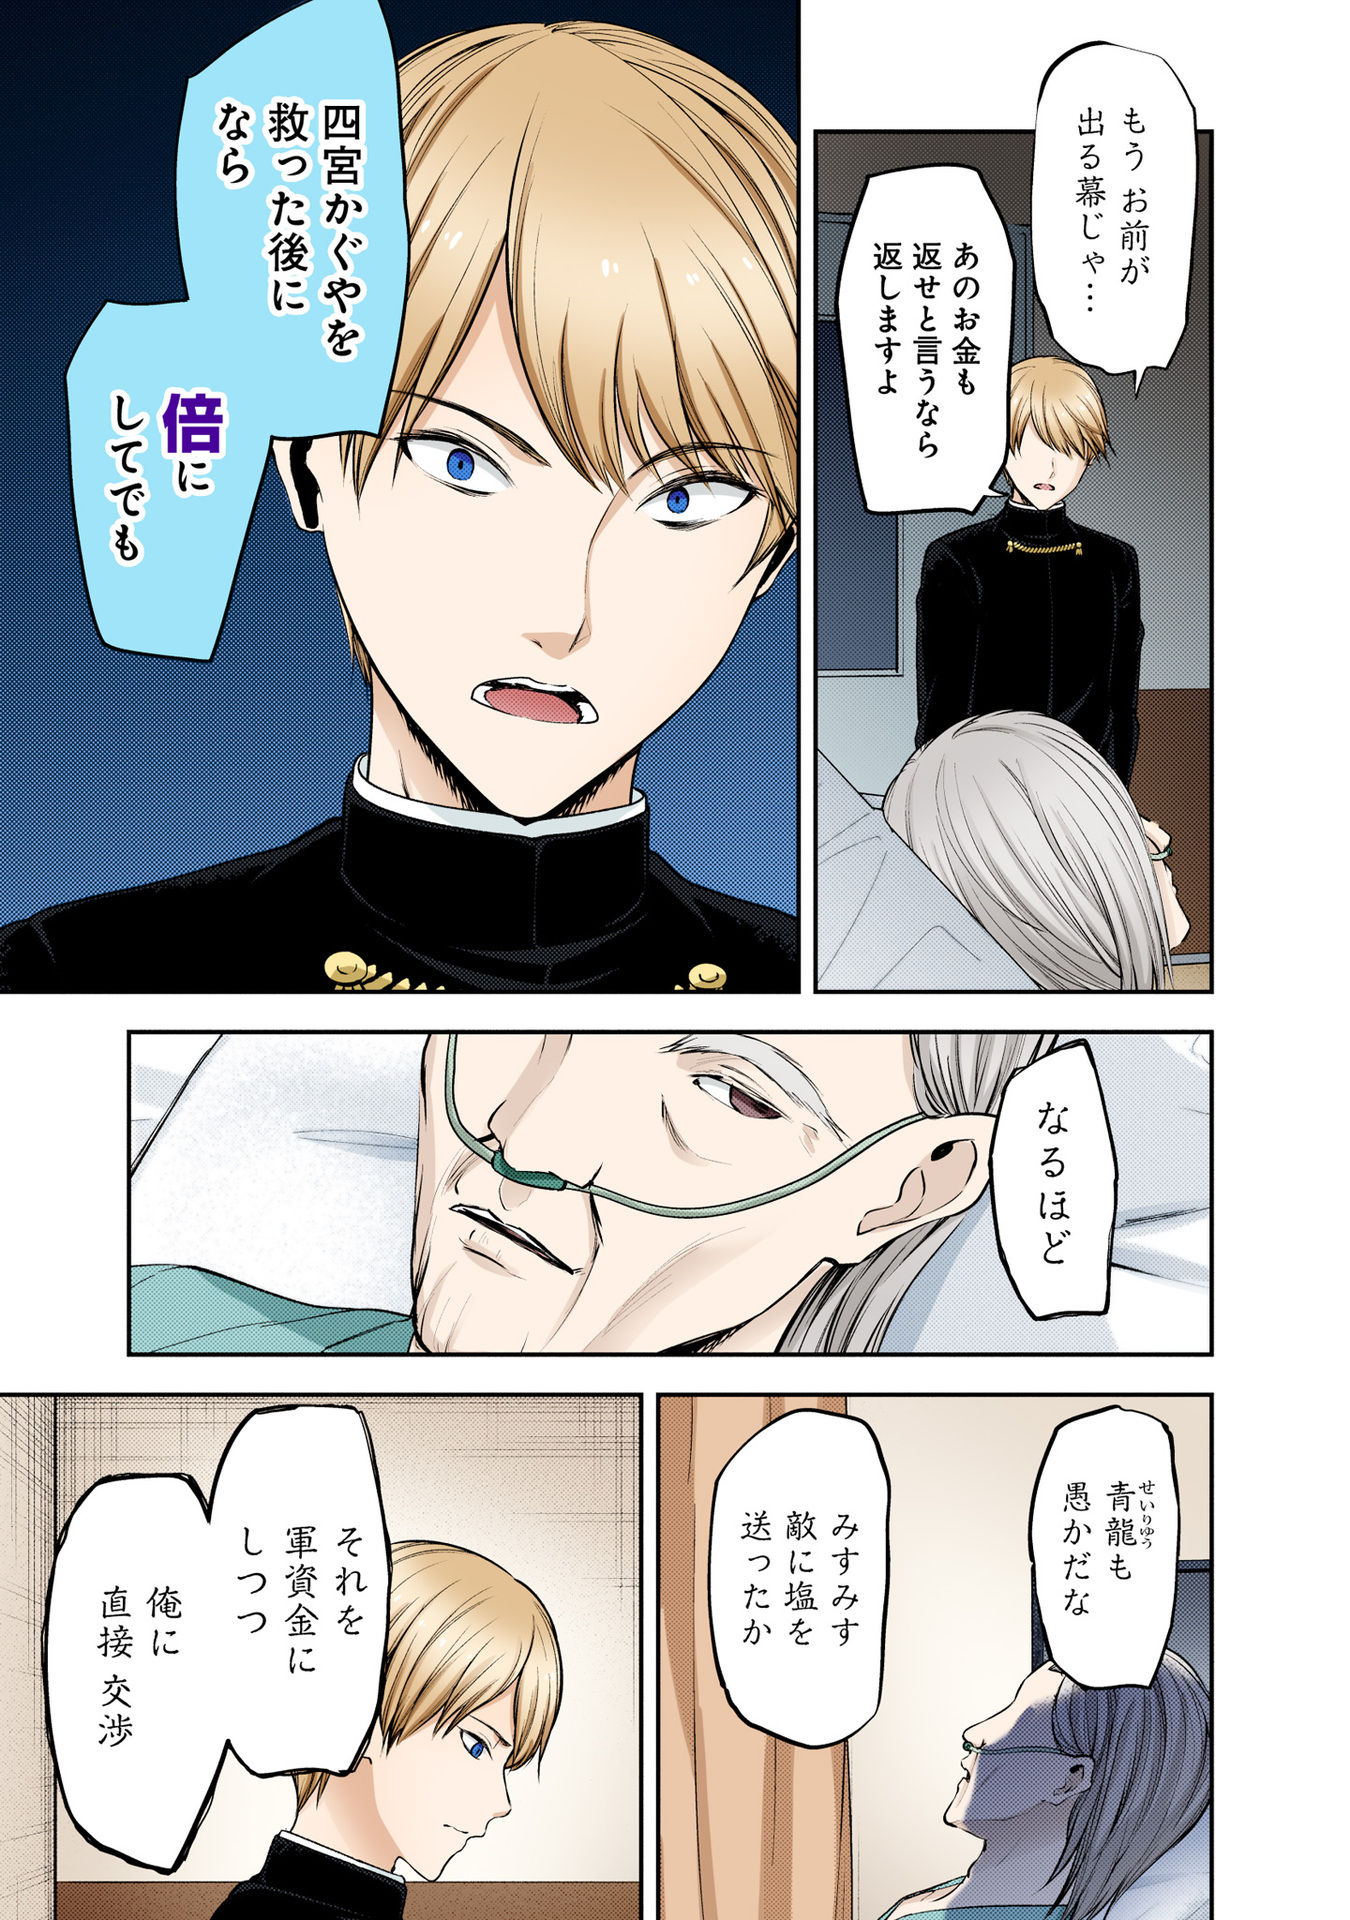 もうお前が
出る幕じゃ…
あのお金も
返せと言うなら
返しますよ
四宮かぐやを
救った後に
なら
倍に
してでも
なるほど
青龍も
せいりゅう
愚かだな
みすみす
敵に塩を
送ったか
それを
軍資金に
しつつ
俺に
直接交渉